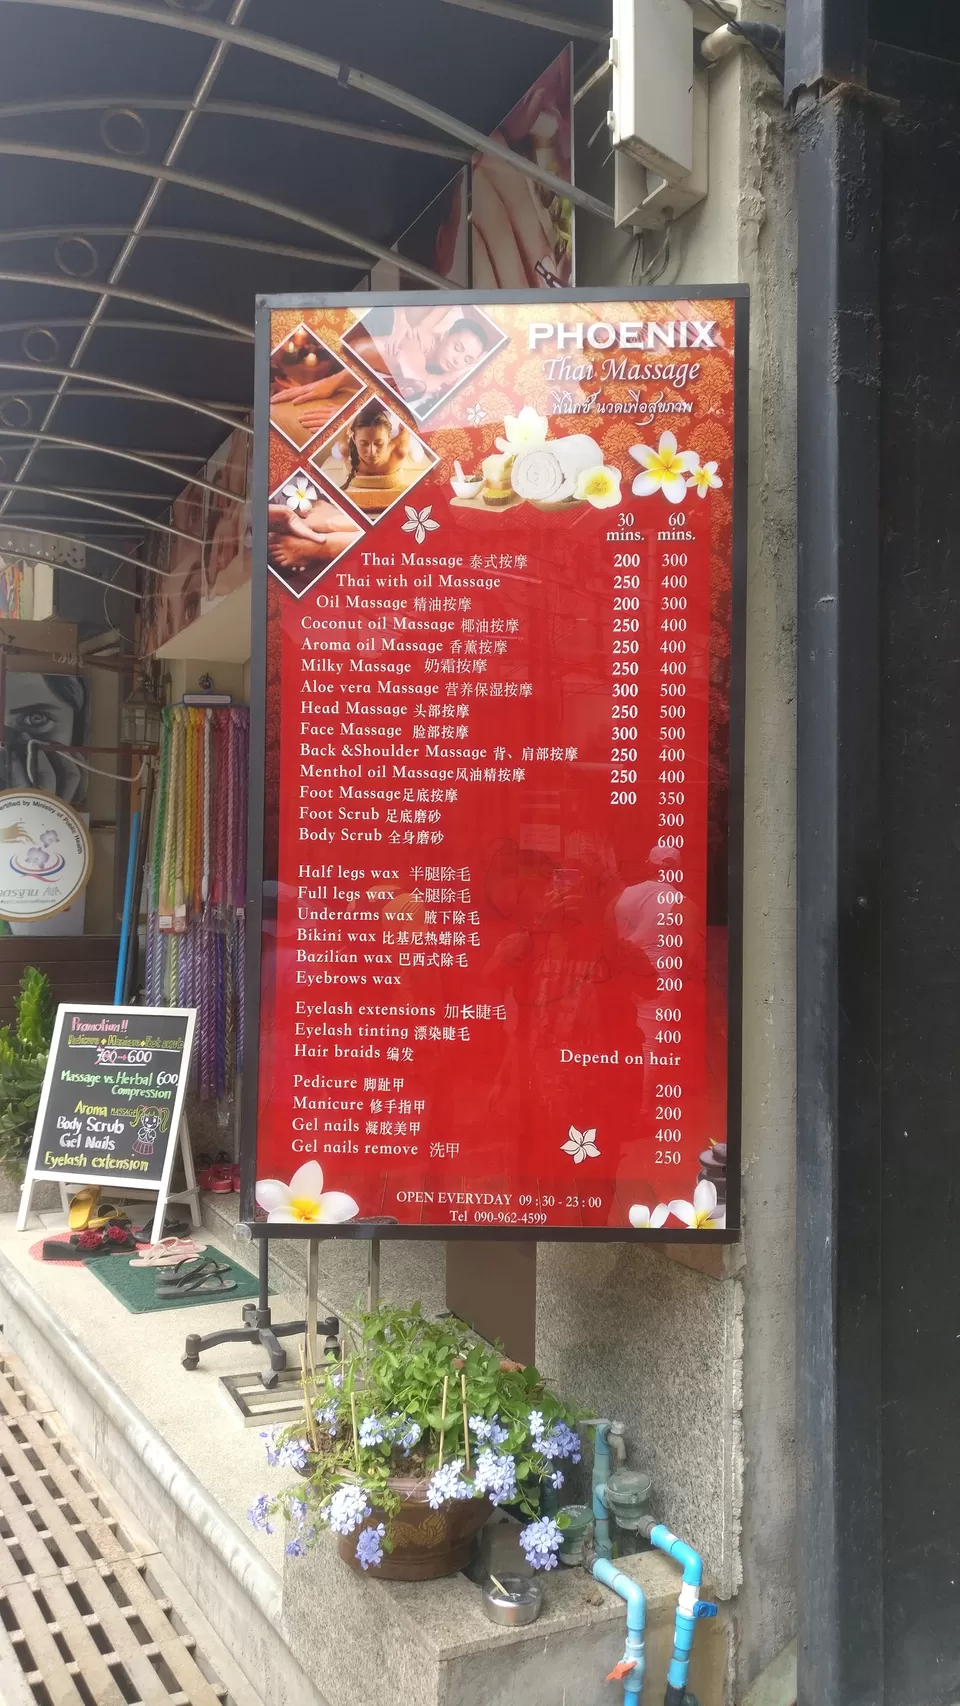 PHOENIX
Thai Massage
ฟินิกซ์ นวดเพื่อสุขภาพ
30 mins. 60 mins.
Thai Massage 泰式按摩 200 300
Thai with oil Massage 250 400
Oil Massage 精油按摩 200 300
Coconut oil Massage 椰油按摩 250 400
Aroma oil Massage 香薰按摩 250 400
Milky Massage 奶霜按摩 250 400
Aloe vera Massage 营养保湿按摩 300 500
Head Massage 头部按摩 250 500
Face Massage 脸部按摩 300 500
Back &Shoulder Massage 背、肩部按摩 250 400
Menthol oil Massage风油精按摩 250 400
Foot Massage足底按摩 200 350
Foot Scrub 足底磨砂 300
Body Scrub 全身磨砂 600
Half legs wax 半腿除毛 300
Full legs wax 全腿除毛 600
Underarms wax 腋下除毛 250
Bikini wax 比基尼热蜡除毛 300
Bazilian wax 巴西式除毛 600
Eyebrows wax 200
Eyelash extensions 加长睫毛 800
Eyelash tinting 漂染睫毛 400
Hair braids 编发 Depend on hair
Pedicure 脚趾甲 200
Manicure 修手指甲 200
Gel nails 凝胶美甲 400
Gel nails remove 洗甲 250
OPEN EVERYDAY 09 : 30 - 23 : 00
Tel 090-962-4599
Certified by Ministry of Public Health
Promotion!!
700→600
Massage vs. Herbal 600
Compression
Aroma MASSAGE
Body Scrub
Gel Nails
Eyelash extension